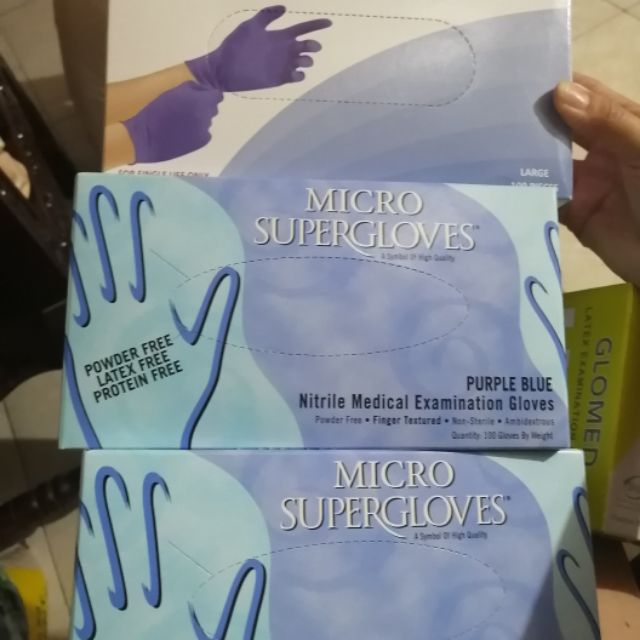 FOR SINGLE USE ONLY
LARGE
100 PIECES
MICRO
SUPERGLOVES™
A Symbol Of High Quality
POWDER FREE
LATEX FREE
PROTEIN FREE
PURPLE BLUE
Nitrile Medical Examination Gloves
Powder Free • Finger Textured • Non-Sterile • Ambidextrous
Quantity: 100 Gloves By Weight
GLOMED
LATEX EXAMINATION
MICRO
SUPERGLOVES™
A Symbol Of High Quality